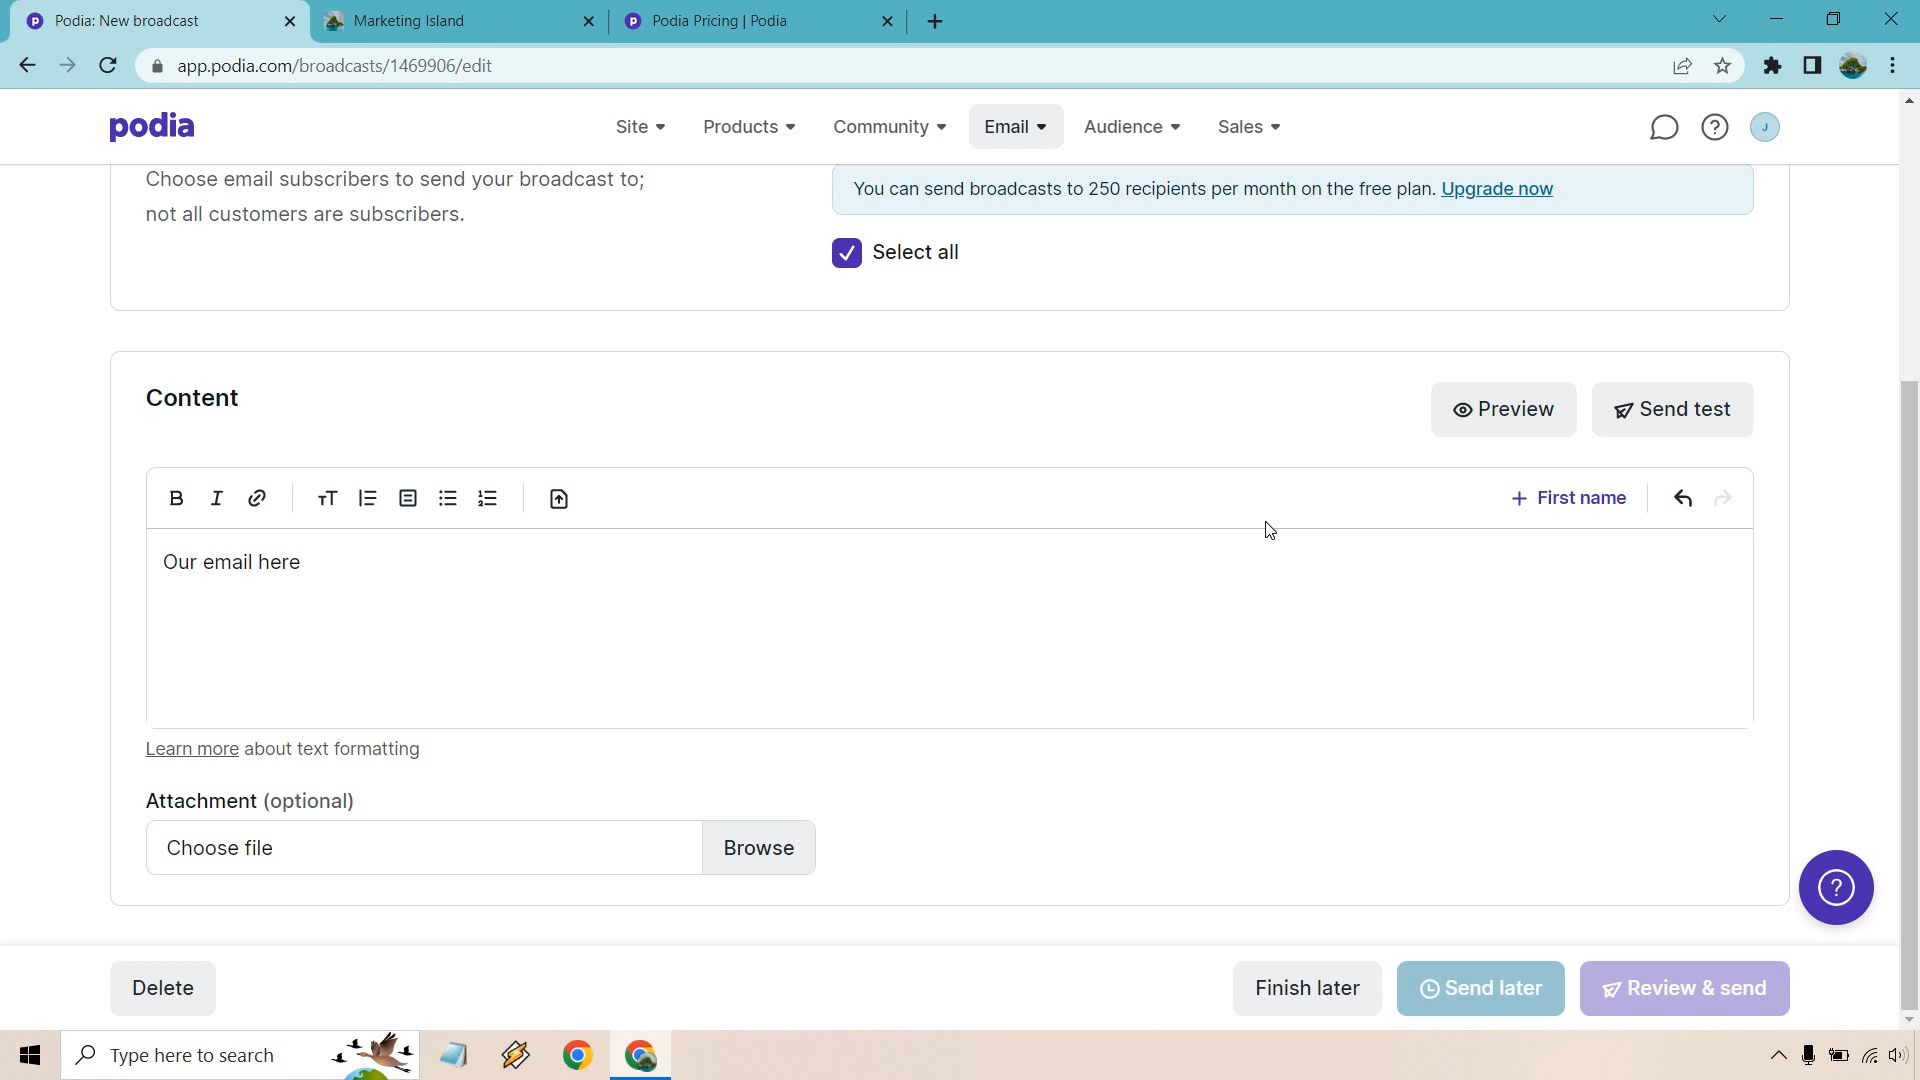 Podia: New broadcast
Marketing Island
Podia Pricing | Podia
app.podia.com/broadcasts/1469906/edit
podia
Site
Products
Community
Email
Audience
Sales
J
Choose email subscribers to send your broadcast to;
not all customers are subscribers.
You can send broadcasts to 250 recipients per month on the free plan. Upgrade now
Select all
Content
Preview
Send test
First name
Our email here
Learn more about text formatting
Attachment (optional)
Choose file
Browse
Delete
Finish later
Send later
Review & send
Type here to search